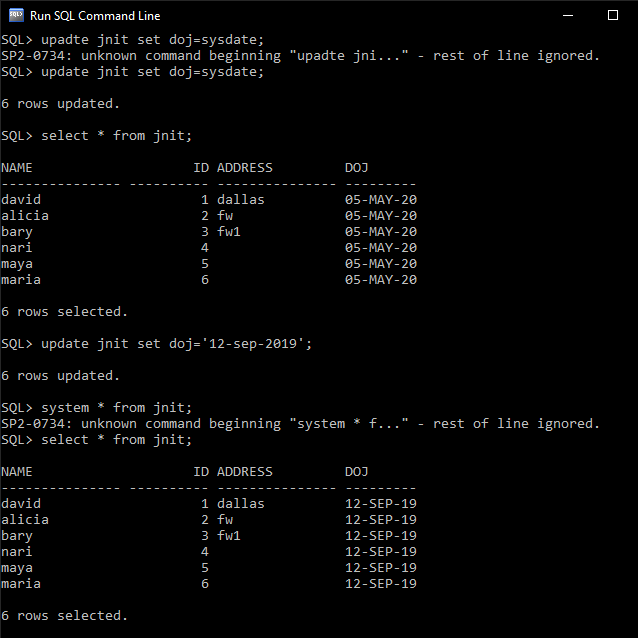 Run SQL Command Line
SQL> upadte jnit set doj=sysdate;
SP2-0734: unknown command beginning "upadte jni..." - rest of line ignored.
SQL> update jnit set doj=sysdate;
6 rows updated.
SQL> select * from jnit;
NAME                    ID ADDRESS         DOJ
--------------- ---------- --------------- ---------
david                    1 dallas          05-MAY-20
alicia                   2 fw              05-MAY-20
bary                     3 fw1             05-MAY-20
nari                     4                 05-MAY-20
maya                     5                 05-MAY-20
maria                    6                 05-MAY-20
6 rows selected.
SQL> update jnit set doj='12-sep-2019';
6 rows updated.
SQL> system * from jnit;
SP2-0734: unknown command beginning "system * f..." - rest of line ignored.
SQL> select * from jnit;
NAME                    ID ADDRESS         DOJ
--------------- ---------- --------------- ---------
david                    1 dallas          12-SEP-19
alicia                   2 fw              12-SEP-19
bary                     3 fw1             12-SEP-19
nari                     4                 12-SEP-19
maya                     5                 12-SEP-19
maria                    6                 12-SEP-19
6 rows selected.